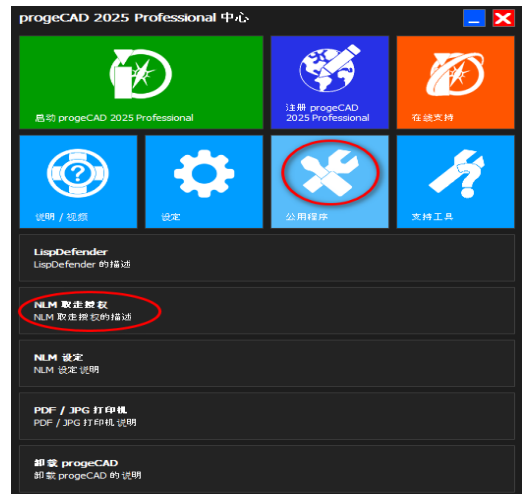 progeCAD 2025 Professional 中心
启动 progeCAD 2025 Professional
注册 progeCAD
2025 Professional
在线支持
说明 / 视频
设定
公用程序
支持工具
LispDefender
LispDefender 的描述
NLM 取走授权
NLM 取走授权的描述
NLM 设定
NLM 设定说明
PDF / JPG 打印机
PDF / JPG 打印机说明
卸载 progeCAD
卸载 progeCAD 的说明